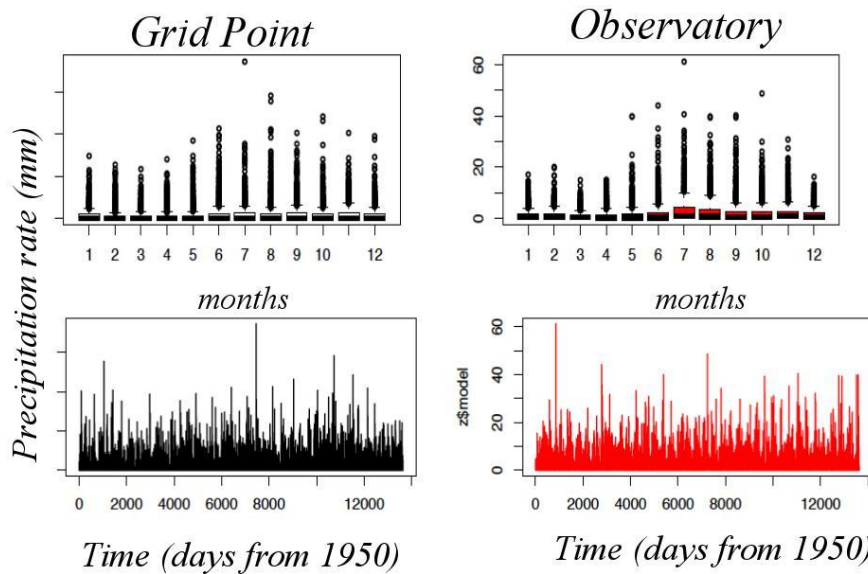 Grid Point
Observatory
Precipitation rate (mm)
60
40
20
0
1 2 3 4 5 6 7 8 9 10 12
1 2 3 4 5 6 7 8 9 10 12
months
months
z$model
60
40
20
0
0 2000 4000 6000 8000 12000
0 2000 4000 6000 8000 12000
Time (days from 1950)
Time (days from 1950)